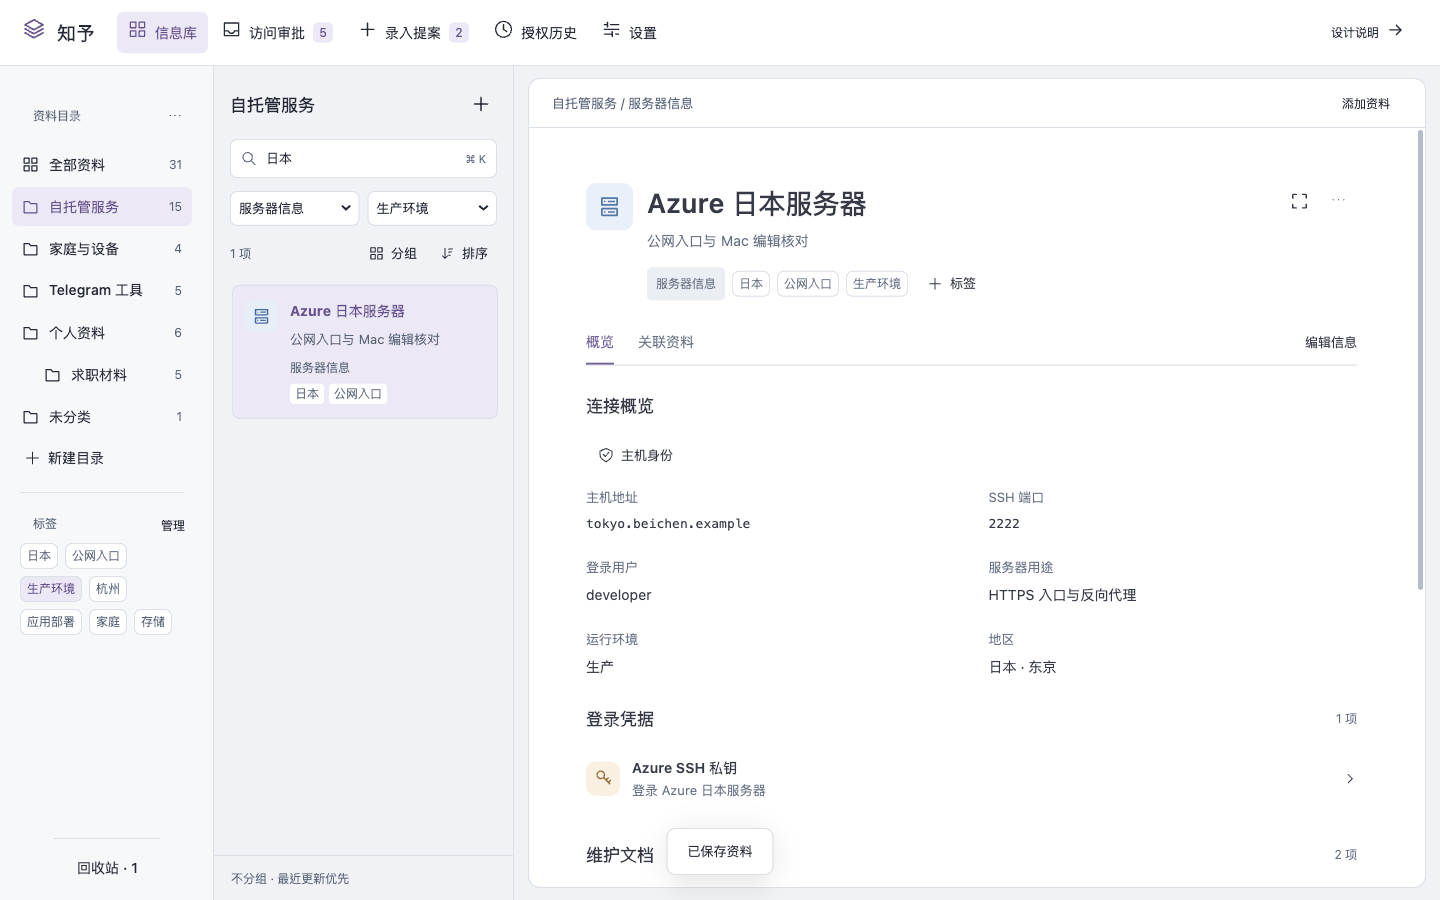 知予
信息库
访问审批 5
录入提案 2
授权历史
设置
设计说明
资料目录
全部资料 31
自托管服务 15
家庭与设备 4
Telegram 工具 5
个人资料 6
求职材料 5
未分类 1
新建目录
标签 管理
日本 公网入口
生产环境 杭州
应用部署 家庭 存储
回收站 · 1
自托管服务
日本 ⌘ K
服务器信息 生产环境
1 项 分组 排序
Azure 日本服务器
公网入口与 Mac 编辑核对
服务器信息
日本 公网入口
不分组 · 最近更新优先
自托管服务 / 服务器信息 添加资料
Azure 日本服务器
公网入口与 Mac 编辑核对
服务器信息 日本 公网入口 生产环境 标签
概览 关联资料 编辑信息
连接概览
主机身份
主机地址 SSH 端口
tokyo.beichen.example 2222
登录用户 服务器用途
developer HTTPS 入口与反向代理
运行环境 地区
生产 日本 · 东京
登录凭据 1 项
Azure SSH 私钥
登录 Azure 日本服务器
维护文档 2 项
已保存资料